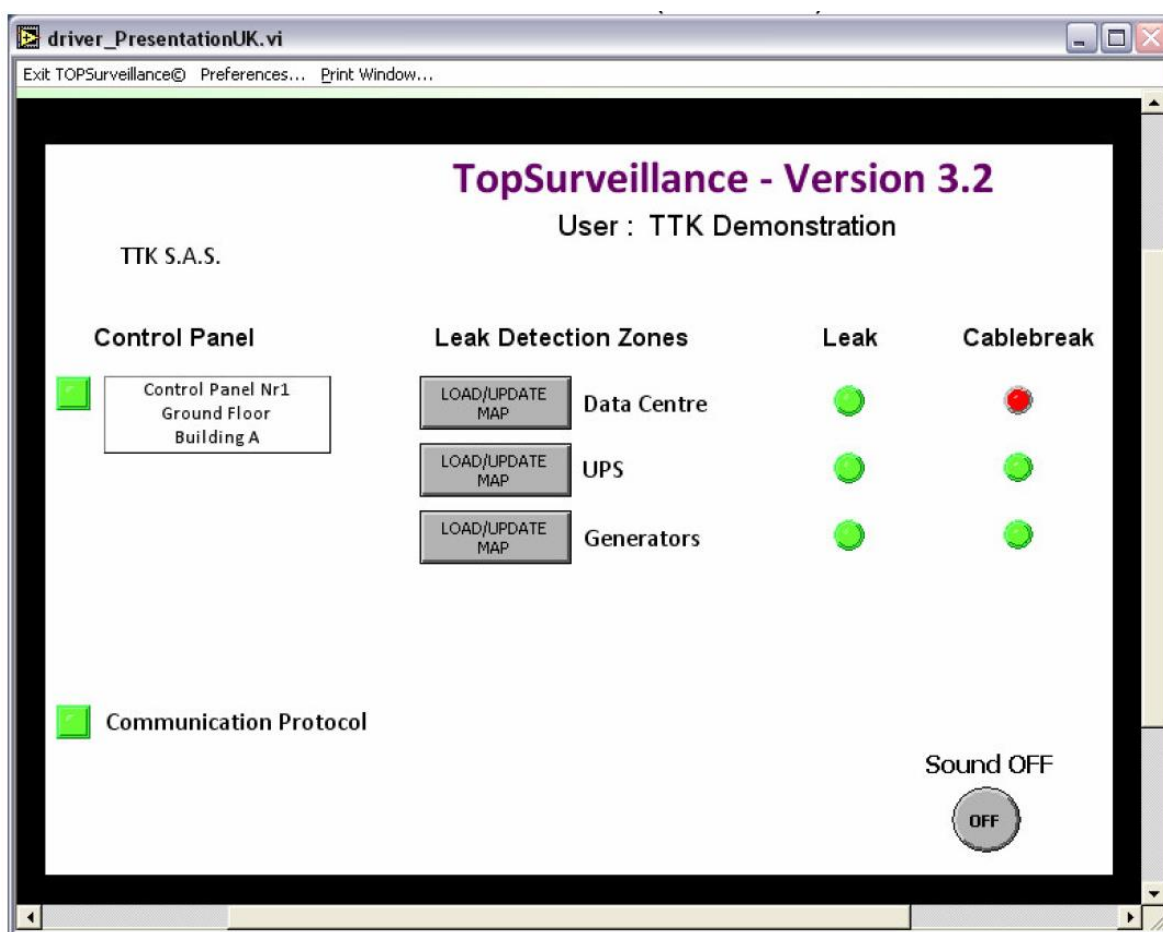 driver_PresentationUK.vi
Exit TOPSurveillance© Preferences... Print Window...
TopSurveillance - Version 3.2
User : TTK Demonstration
TTK S.A.S.
Control Panel Leak Detection Zones Leak Cablebreak
Control Panel Nr1
Ground Floor
Building A
LOAD/UPDATE
MAP
Data Centre
LOAD/UPDATE
MAP
UPS
LOAD/UPDATE
MAP
Generators
Communication Protocol
Sound OFF
OFF